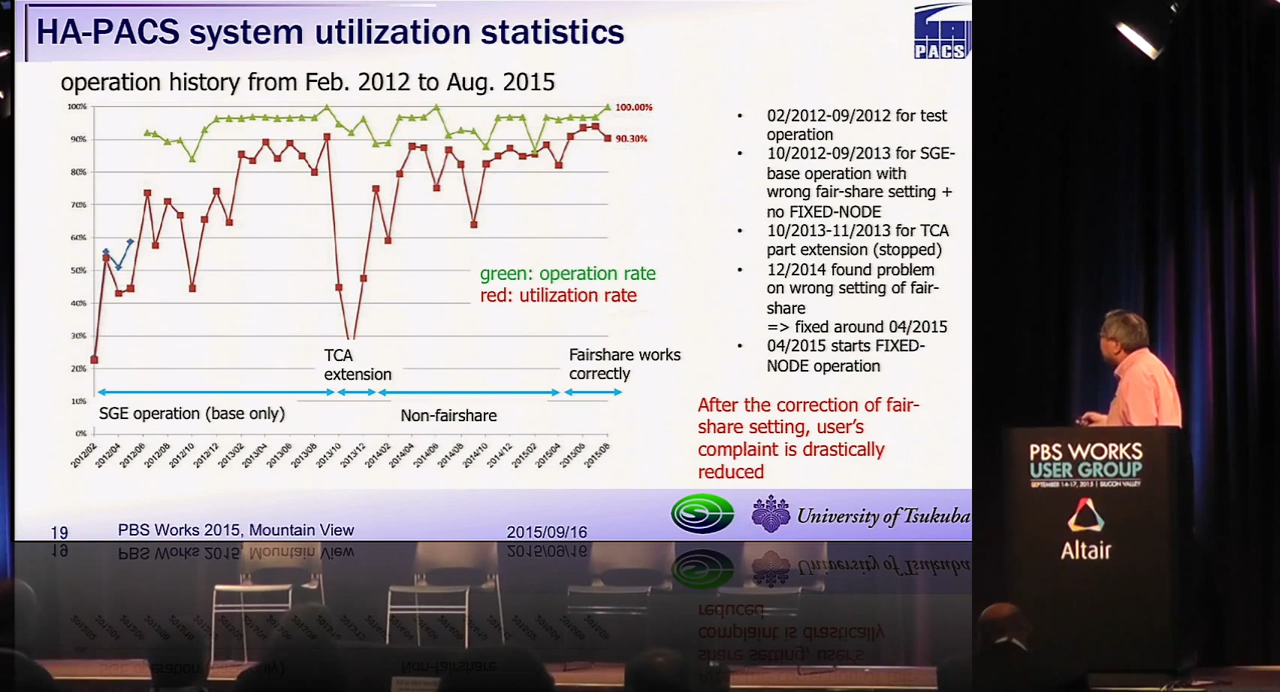 HA-PACS system utilization statistics
HA
PACS
operation history from Feb. 2012 to Aug. 2015
100%
90%
80%
70%
60%
50%
40%
30%
20%
10%
0%
100.00%
90.30%
green: operation rate
red: utilization rate
TCA
extension
Fairshare works
correctly
SGE operation (base only)
Non-fairshare
2012/02
2012/04
2012/06
2012/08
2012/10
2012/12
2013/02
2013/04
2013/06
2013/08
2013/10
2013/12
2014/02
2014/04
2014/06
2014/08
2014/10
2014/12
2015/02
2015/04
2015/06
2015/08
• 02/2012-09/2012 for test
operation
• 10/2012-09/2013 for SGE-
base operation with
wrong fair-share setting +
no FIXED-NODE
• 10/2013-11/2013 for TCA
part extension (stopped)
• 12/2014 found problem
on wrong setting of fair-
share
=> fixed around 04/2015
• 04/2015 starts FIXED-
NODE operation
After the correction of fair-
share setting, user's
complaint is drastically
reduced
19
PBS Works 2015, Mountain View
2015/09/16
University of Tsukuba
PBS WORKS
USER GROUP
SEPTEMBER 14-17, 2015 | SILICON VALLEY
Altair